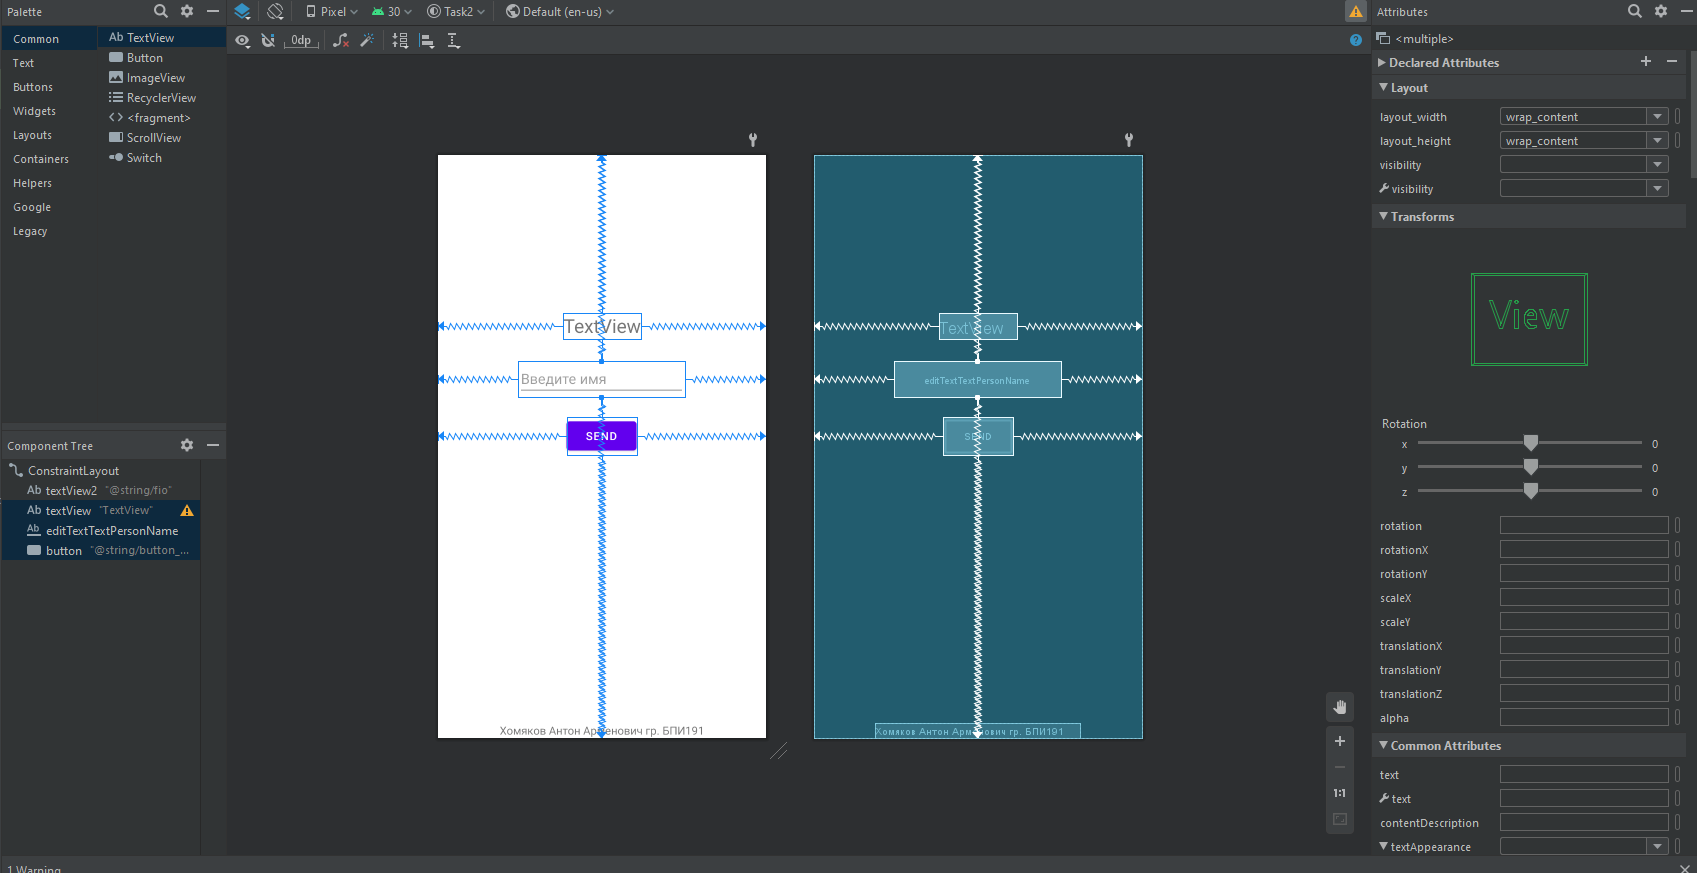 Palette
Pixel
30
Task2
Default (en-us)
Attributes
Common
Text
Buttons
Widgets
Layouts
Containers
Helpers
Google
Legacy
Ab TextView
Button
ImageView
RecyclerView
<fragment>
ScrollView
Switch
0dp
?
TextView
Введите имя
SEND
Хомяков Антон Арменович гр. БПИ191
TextView
editTextTextPersonName
SEND
Хомяков Антон Арменович гр. БПИ191
1:1
Component Tree
ConstraintLayout
Ab textView2 "@string/fio"
Ab textView "TextView"
Ab editTextTextPersonName
button "@string/button_...
<multiple>
Declared Attributes
Layout
layout_width wrap_content
layout_height wrap_content
visibility
visibility
Transforms
View
Rotation
x 0
y 0
z 0
rotation
rotationX
rotationY
scaleX
scaleY
translationX
translationY
translationZ
alpha
Common Attributes
text
text
contentDescription
textAppearance
1 Warning